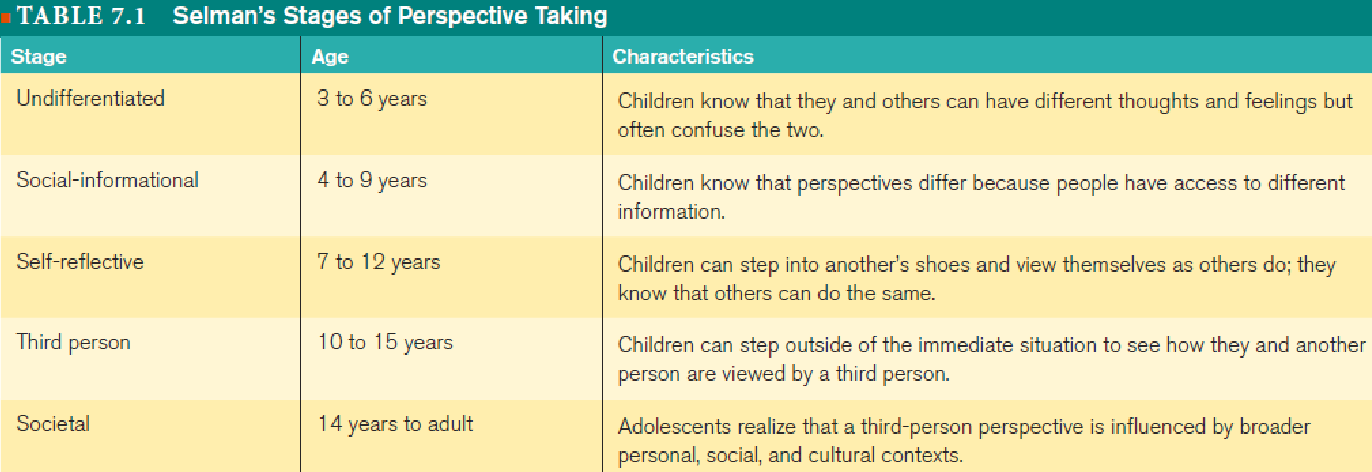 TABLE 7.1 Selman's Stages of Perspective Taking
Stage Age Characteristics
Undifferentiated 3 to 6 years Children know that they and others can have different thoughts and feelings but
often confuse the two.
Social-informational 4 to 9 years Children know that perspectives differ because people have access to different
information.
Self-reflective 7 to 12 years Children can step into another's shoes and view themselves as others do; they
know that others can do the same.
Third person 10 to 15 years Children can step outside of the immediate situation to see how they and another
person are viewed by a third person.
Societal 14 years to adult Adolescents realize that a third-person perspective is influenced by broader
personal, social, and cultural contexts.